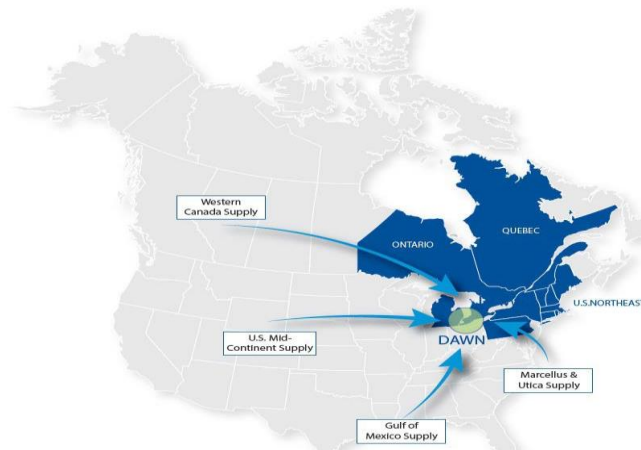 Western
Canada Supply
ONTARIO
QUEBEC
U.S.NORTHEAST
U.S. Mid-
Continent Supply
DAWN
Marcellus &
Utica Supply
Gulf of
Mexico Supply